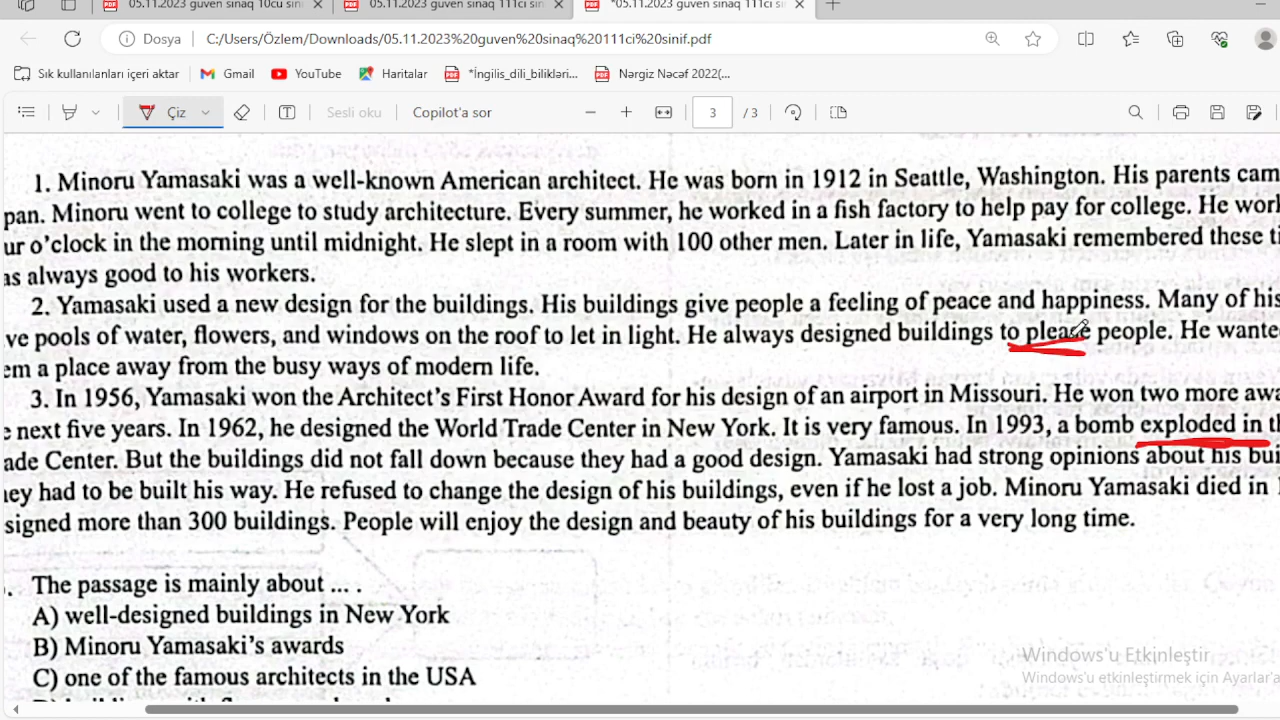 05.11.2023 guven sınaq 10cu sını
05.11.2023 guven sınaq 111ci sın
*05.11.2023 guven sınaq 111ci sı
Dosya
C:/Users/Özlem/Downloads/05.11.2023%20guven%20sinaq%20111ci%20sinif.pdf
Sık kullanılanları içeri aktar
Gmail
YouTube
Haritalar
*İngilis_dili_bilikləri...
Nərgiz Nəcəf 2022(...
Çiz
Sesli oku
Copilot'a sor
3
/ 3
1. Minoru Yamasaki was a well-known American architect. He was born in 1912 in Seattle, Washington. His parents cam
pan. Minoru went to college to study architecture. Every summer, he worked in a fish factory to help pay for college. He worl
ur o'clock in the morning until midnight. He slept in a room with 100 other men. Later in life, Yamasaki remembered these ti
as always good to his workers.
2. Yamasaki used a new design for the buildings. His buildings give people a feeling of peace and happiness. Many of his
ve pools of water, flowers, and windows on the roof to let in light. He always designed buildings to please people. He wante
em a place away from the busy ways of modern life.
3. In 1956, Yamasaki won the Architect's First Honor Award for his design of an airport in Missouri. He won two more awa
e next five years. In 1962, he designed the World Trade Center in New York. It is very famous. In 1993, a bomb exploded in th
ade Center. But the buildings did not fall down because they had a good design. Yamasaki had strong opinions about his bui
ey had to be built his way. He refused to change the design of his buildings, even if he lost a job. Minoru Yamasaki died in 1
signed more than 300 buildings. People will enjoy the design and beauty of his buildings for a very long time.
. The passage is mainly about ... .
A) well-designed buildings in New York
B) Minoru Yamasaki's awards
C) one of the famous architects in the USA
Windows'u Etkinleştir
Windows'u etkinleştirmek için Ayarlar'a